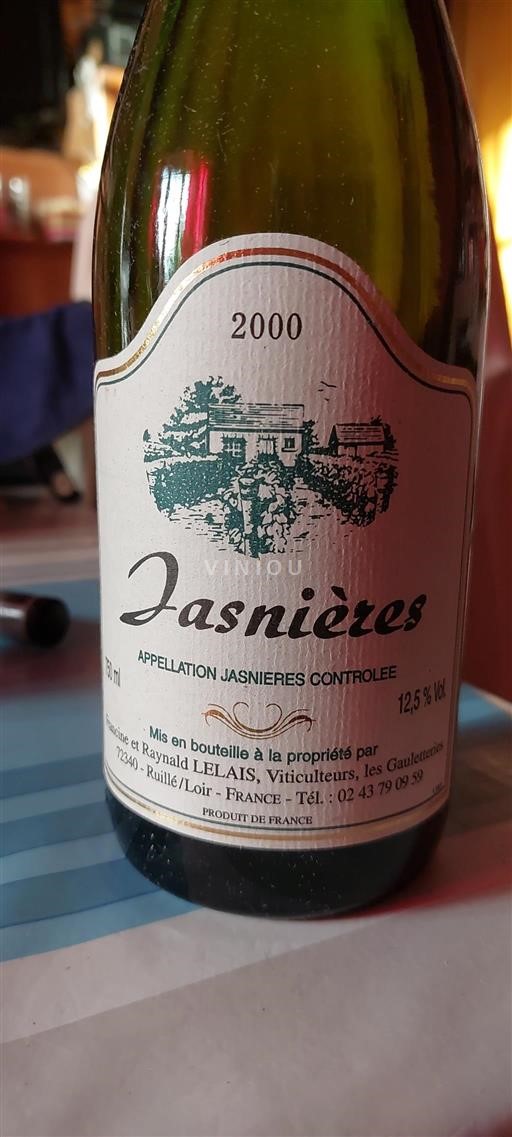 2000
VINIOU
Jasnières
APPELLATION JASNIERES CONTROLEE
750 ml
12,5 % Vol.
Mis en bouteille à la propriété par
Francine et Raynald LELAIS, Viticulteurs, les Gauletteries
72340 - Ruillé/Loir - FRANCE - Tél. : 02 43 79 09 59
PRODUIT DE FRANCE